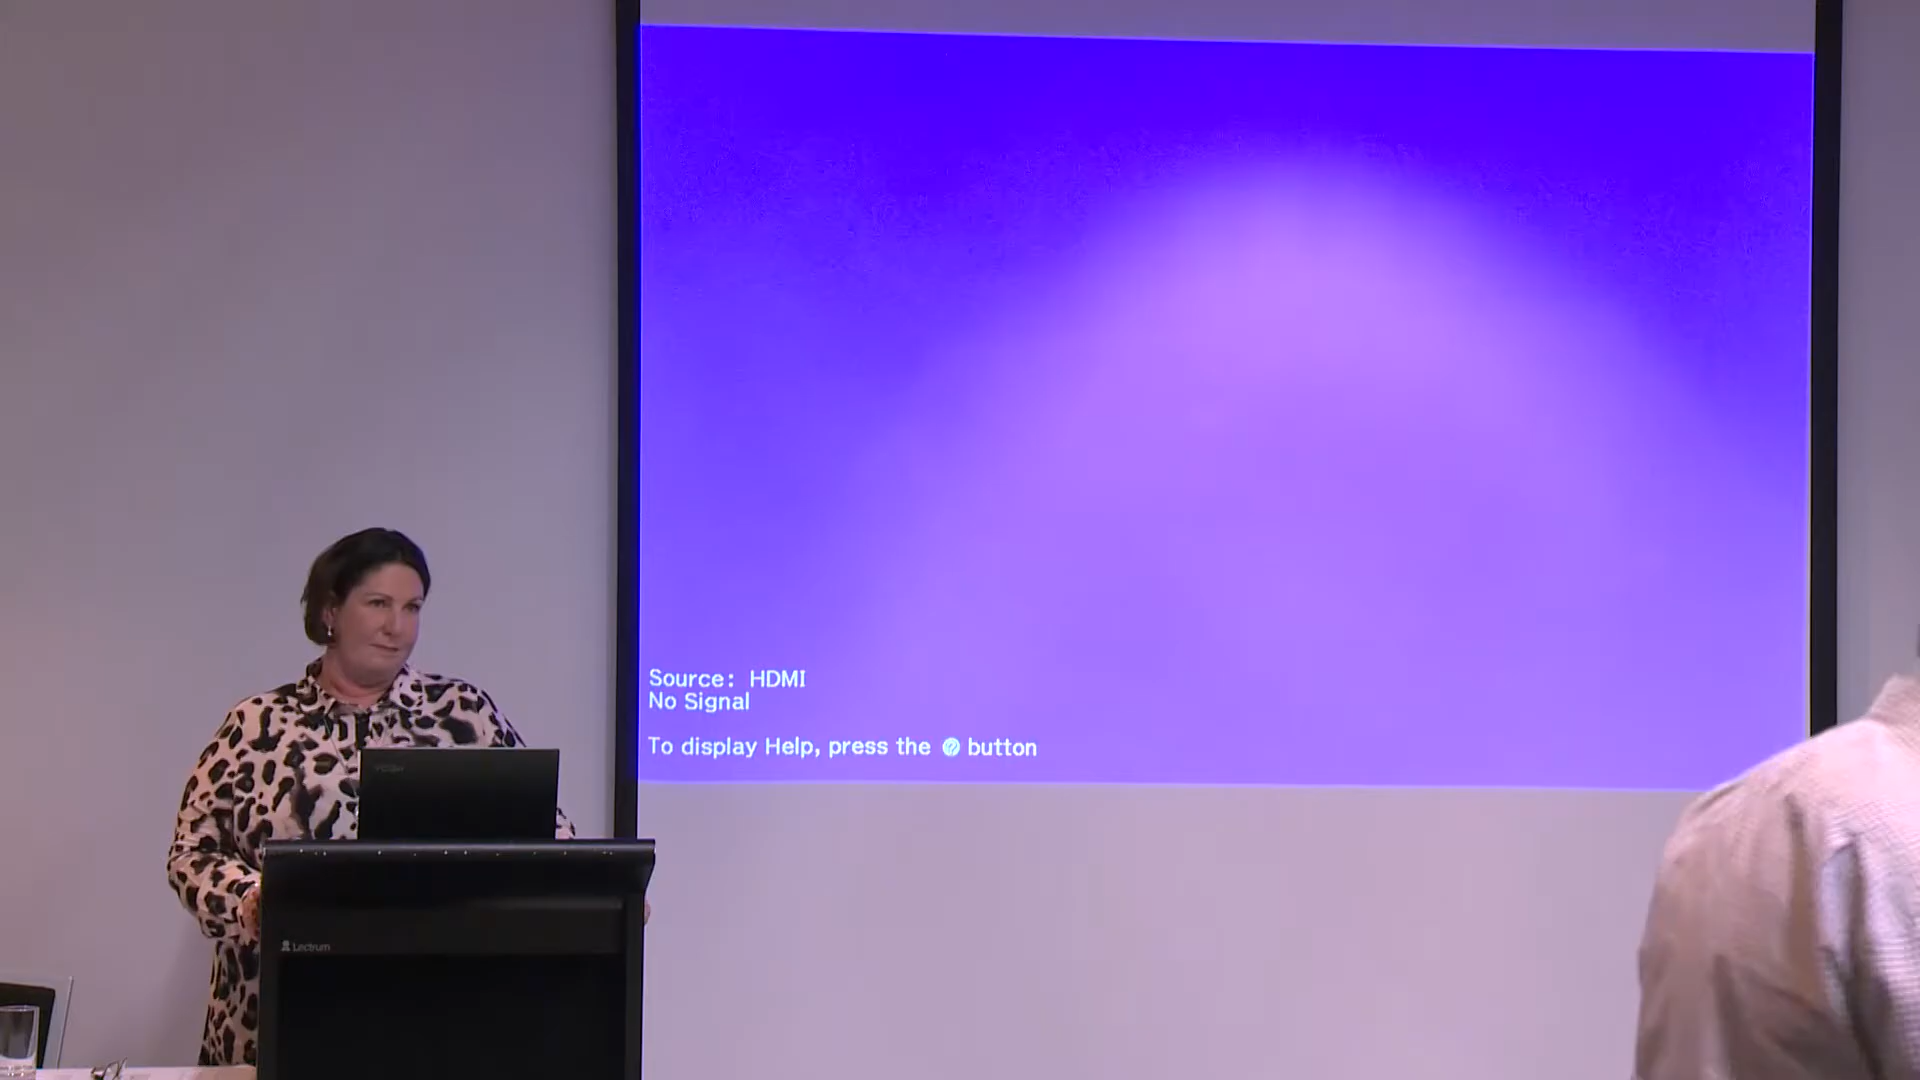 Source: HDMI
No Signal
To display Help, press the ? button
Lectrum